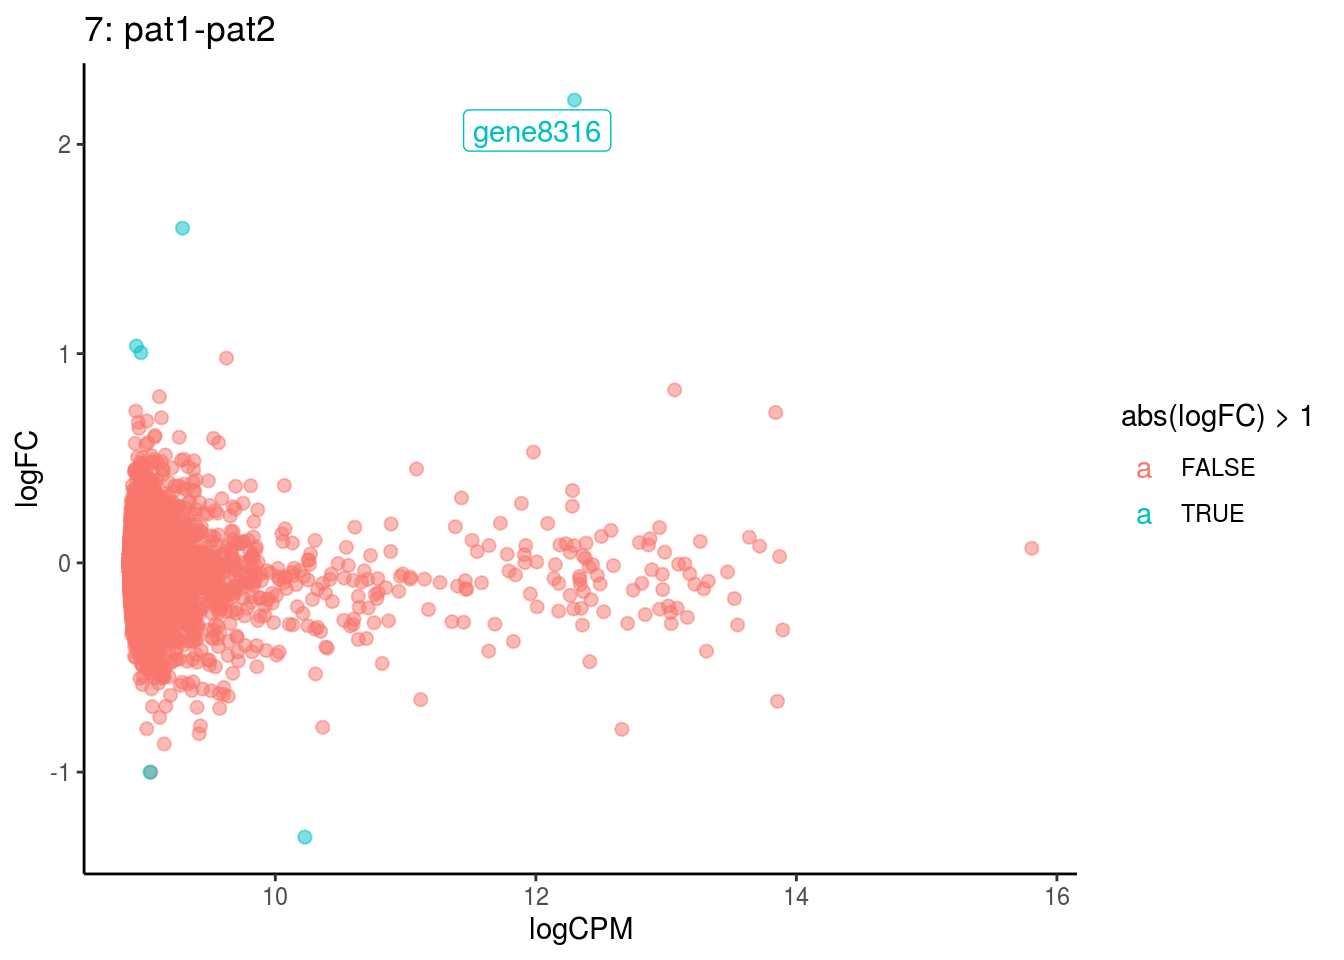 7: pat1-pat2
gene8316
2
1
0
-1
logFC
10
12
14
16
logCPM
abs(logFC) > 1
a FALSE
a TRUE